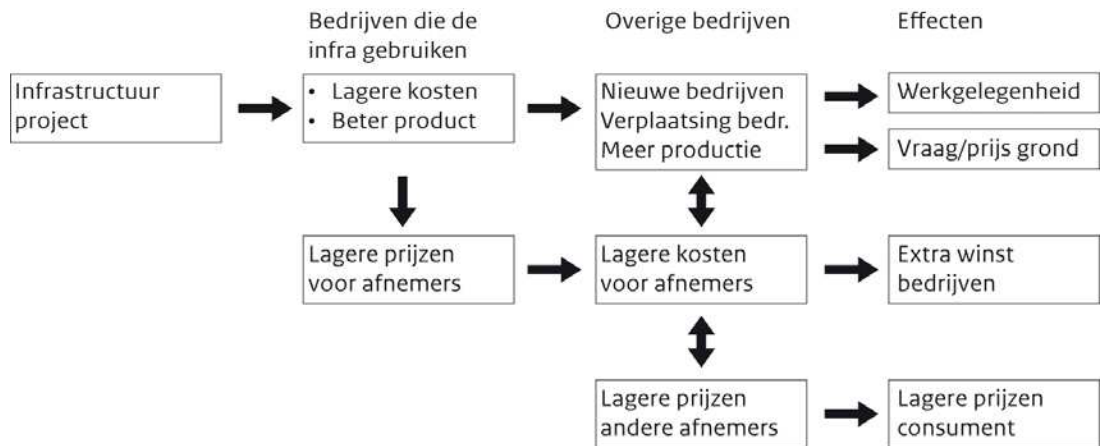 Bedrijven die de
infra gebruiken
Overige bedrijven
Effecten
Infrastructuur
project
• Lagere kosten
• Beter product
Nieuwe bedrijven
Verplaatsing bedr.
Meer productie
Werkgelegenheid
Vraag/prijs grond
Lagere prijzen
voor afnemers
Lagere kosten
voor afnemers
Extra winst
bedrijven
Lagere prijzen
andere afnemers
Lagere prijzen
consument